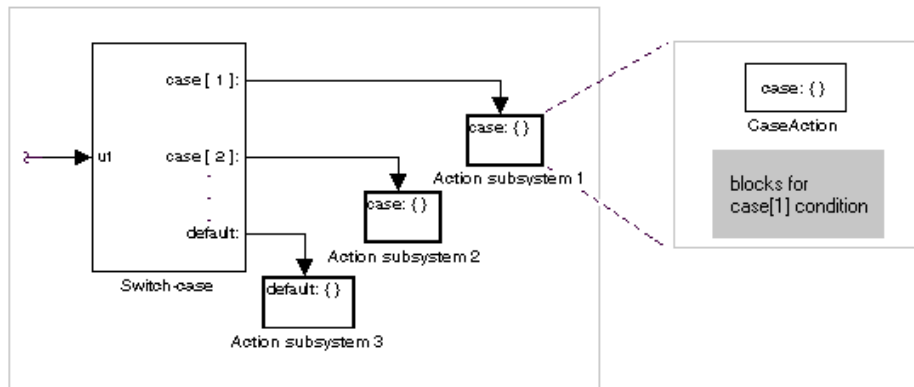 case [ 1 ]:
u1
case [ 2 ]:
default:
Switch-case
case: { }
Action subsystem 1
case: { }
Action subsystem 2
default: { }
Action subsystem 3
case: { }
CaseAction
blocks for
case[1] condition